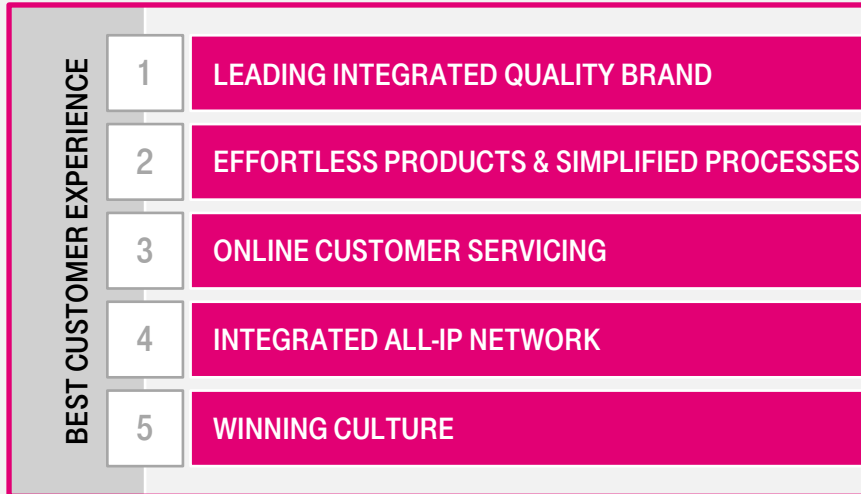 BEST CUSTOMER EXPERIENCE
1 LEADING INTEGRATED QUALITY BRAND
2 EFFORTLESS PRODUCTS & SIMPLIFIED PROCESSES
3 ONLINE CUSTOMER SERVICING
4 INTEGRATED ALL-IP NETWORK
5 WINNING CULTURE